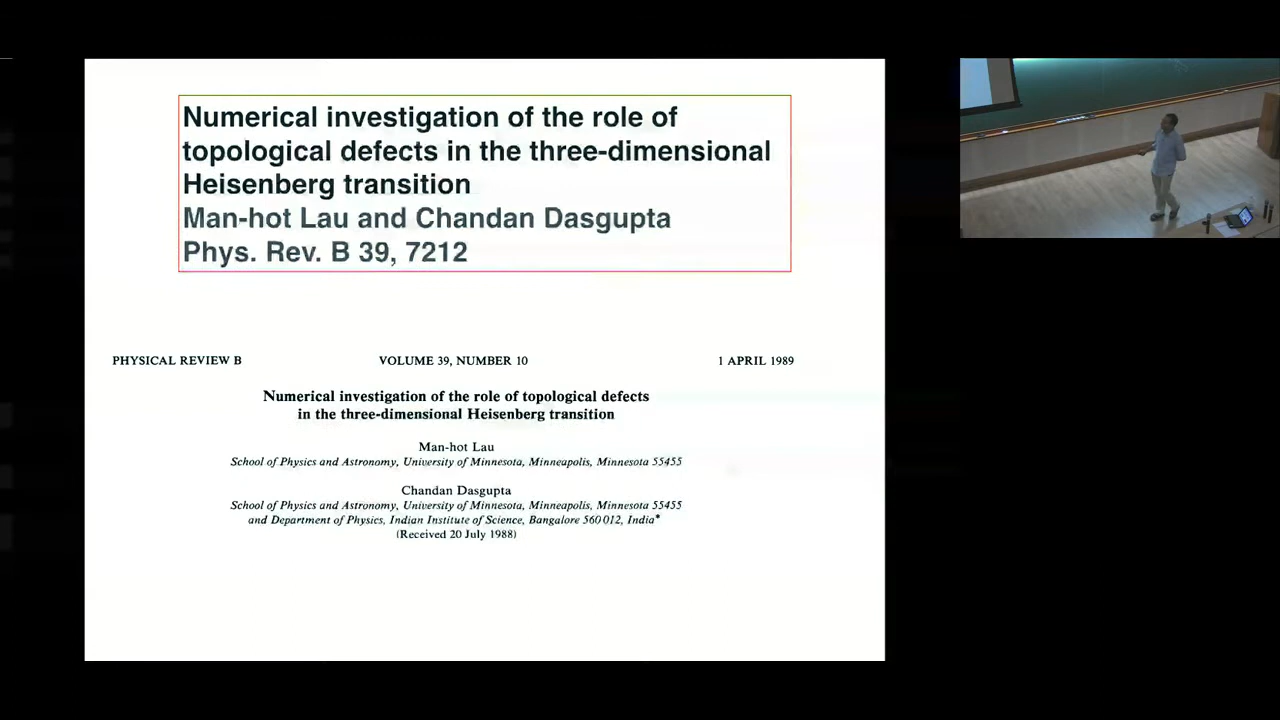 Numerical investigation of the role of
topological defects in the three-dimensional
Heisenberg transition
Man-hot Lau and Chandan Dasgupta
Phys. Rev. B 39, 7212
PHYSICAL REVIEW B VOLUME 39, NUMBER 10 1 APRIL 1989
Numerical investigation of the role of topological defects
in the three-dimensional Heisenberg transition
Man-hot Lau
School of Physics and Astronomy, University of Minnesota, Minneapolis, Minnesota 55455
Chandan Dasgupta
School of Physics and Astronomy, University of Minnesota, Minneapolis, Minnesota 55455
and Department of Physics, Indian Institute of Science, Bangalore 560 012, India*
(Received 20 July 1988)